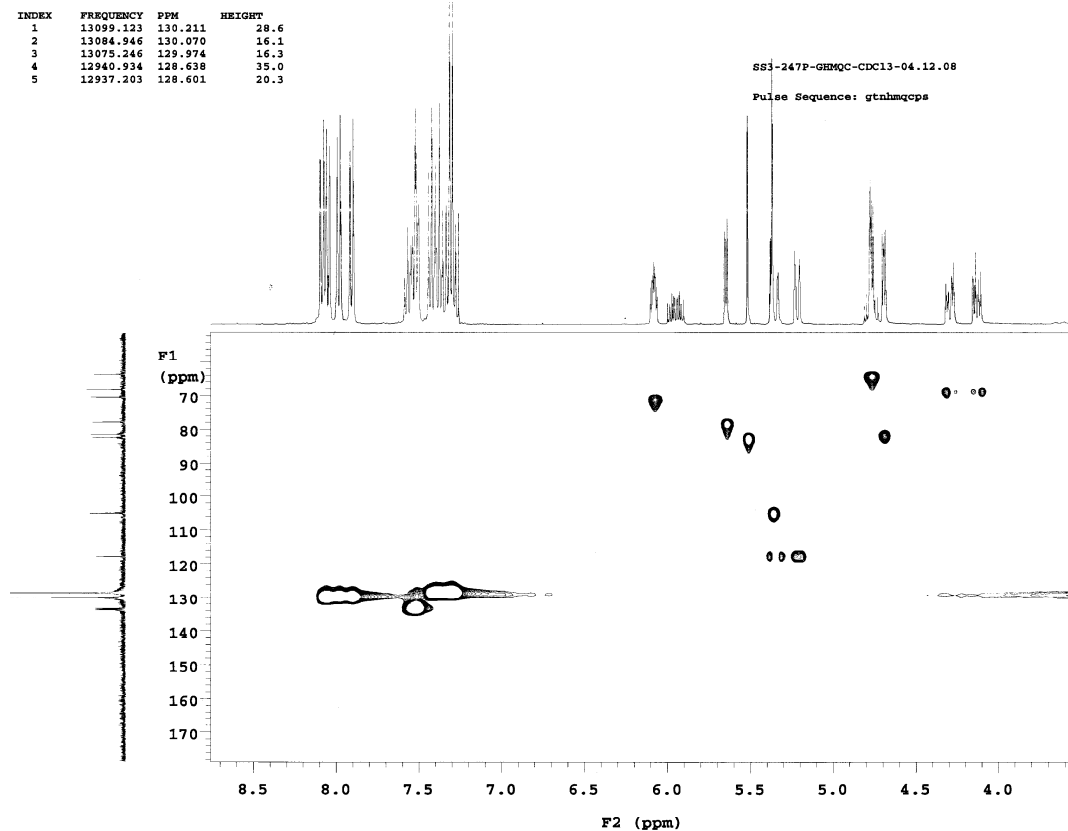 INDEX FREQUENCY PPM HEIGHT
1 13099.123 130.211 28.6
2 13084.946 130.070 16.1
3 13075.246 129.974 16.3
4 12940.934 128.638 35.0
5 12937.203 128.601 20.3
SS3-247P-GHMQC-CDCl3-04.12.08
Pulse Sequence: gtnhmqcps
F1
(ppm)
70
80
90
100
110
120
130
140
150
160
170
8.5 8.0 7.5 7.0 6.5 6.0 5.5 5.0 4.5 4.0
F2 (ppm)